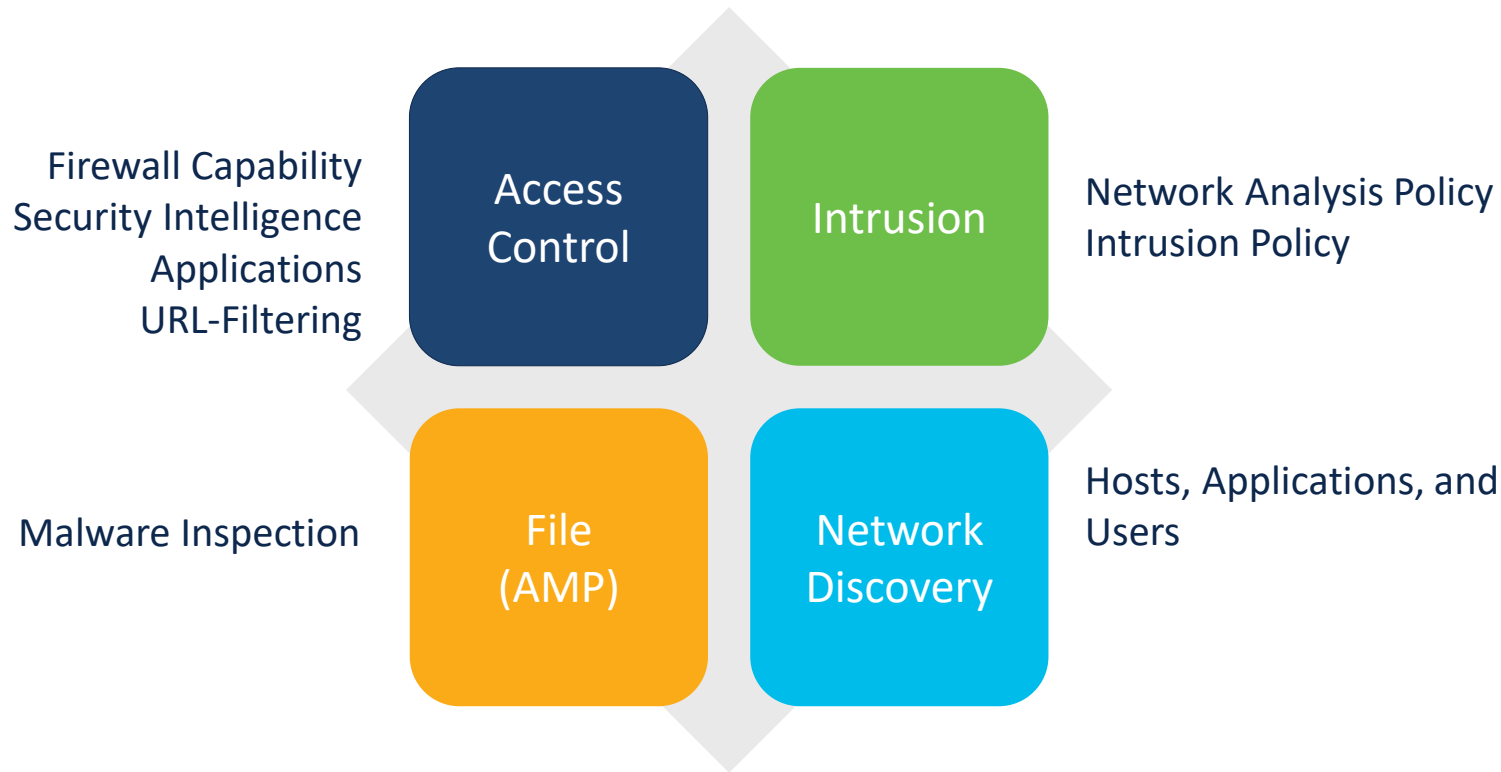 Firewall Capability
Security Intelligence
Applications
URL-Filtering
Access
Control
Intrusion
Network Analysis Policy
Intrusion Policy
Malware Inspection
File
(AMP)
Network
Discovery
Hosts, Applications, and
Users